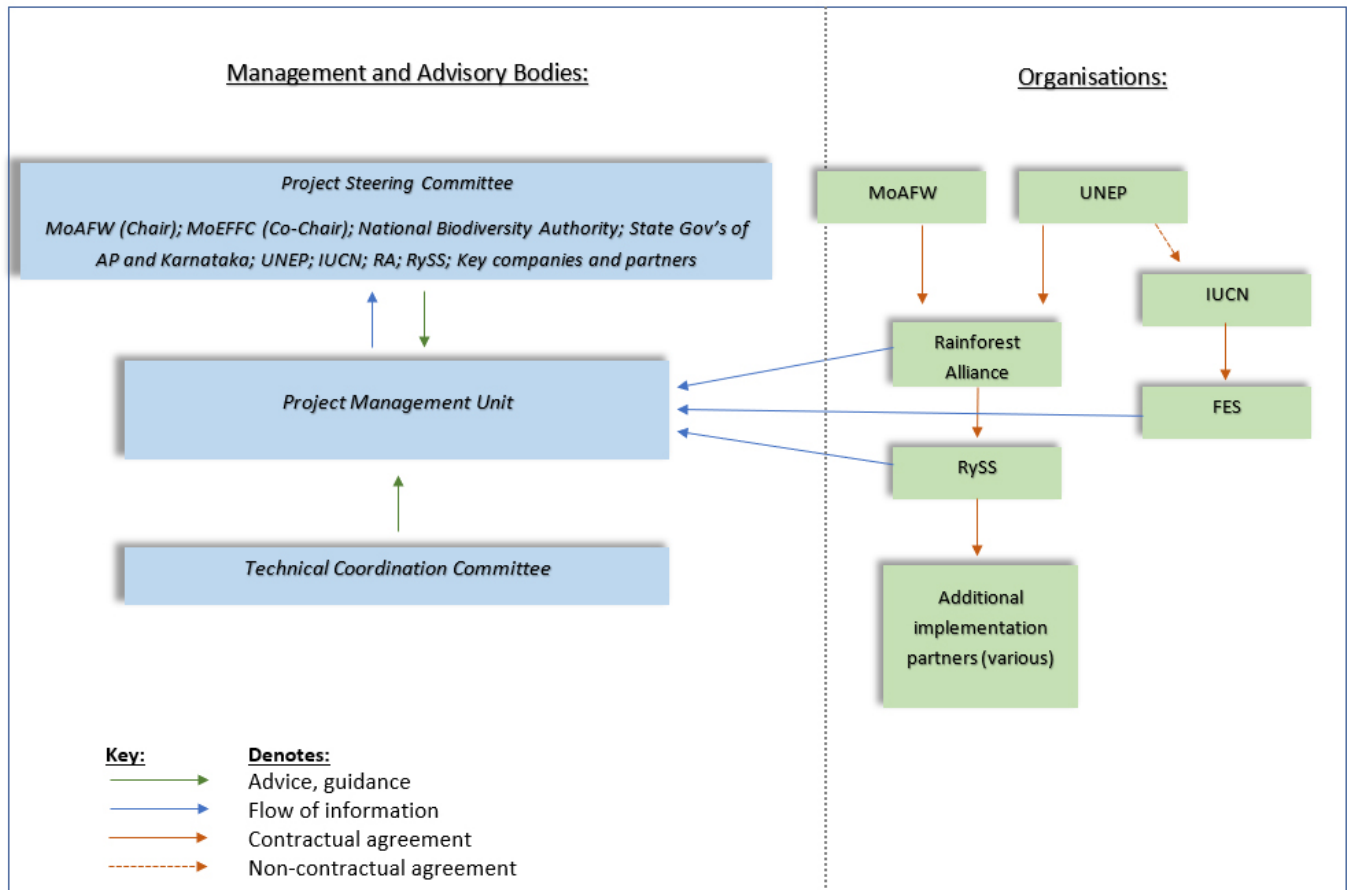 Management and Advisory Bodies:
Organisations:
Project Steering Committee
MoAFW (Chair); MoEFFC (Co-Chair); National Biodiversity Authority; State Gov's of
AP and Karnataka; UNEP; IUCN; RA; RySS; Key companies and partners
Project Management Unit
Technical Coordination Committee
MoAFW
UNEP
IUCN
Rainforest
Alliance
FES
RySS
Additional
implementation
partners (various)
Key:
Denotes:
Advice, guidance
Flow of information
Contractual agreement
Non-contractual agreement